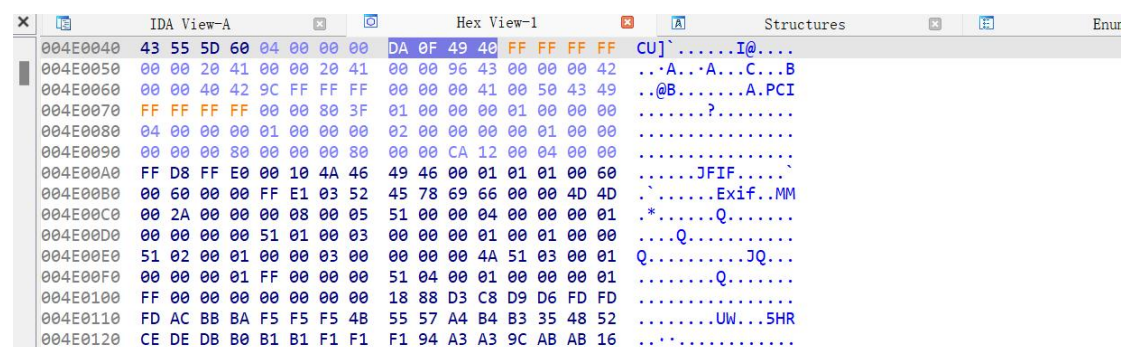 IDA View-A Hex View-1 Structures Enum
004E0040 43 55 5D 60 04 00 00 00 DA 0F 49 40 FF FF FF FF CU]`......I@....
004E0050 00 00 20 41 00 00 20 41 00 00 96 43 00 00 00 42 ..·A..·A...C...B
004E0060 00 00 40 42 9C FF FF FF 00 00 00 41 00 50 43 49 ..@B.......A.PCI
004E0070 FF FF FF FF 00 00 80 3F 01 00 00 00 01 00 00 00 .......?........
004E0080 04 00 00 00 01 00 00 00 02 00 00 00 00 01 00 00 ................
004E0090 00 00 00 80 00 00 00 80 00 00 CA 12 00 04 00 00 ................
004E00A0 FF D8 FF E0 00 10 4A 46 49 46 00 01 01 01 00 60 ......JFIF.....`
004E00B0 00 60 00 00 FF E1 03 52 45 78 69 66 00 00 4D 4D .`.....RExif..MM
004E00C0 00 2A 00 00 00 08 00 05 51 00 00 04 00 00 00 01 .*......Q.......
004E00D0 00 00 00 00 51 01 00 03 00 00 00 01 00 01 00 00 ....Q...........
004E00E0 51 02 00 01 00 00 03 00 00 00 00 4A 51 03 00 01 Q..........JQ...
004E00F0 00 00 00 01 FF 00 00 00 51 04 00 01 00 00 00 01 ........Q.......
004E0100 FF 00 00 00 00 00 00 00 18 88 D3 C8 D9 D6 FD FD ................
004E0110 FD AC BB BA F5 F5 F5 4B 55 57 A4 B4 B3 35 48 52 ........UW...5HR
004E0120 CE DE DB B0 B1 B1 F1 F1 F1 94 A3 A3 9C AB AB 16 ..··............